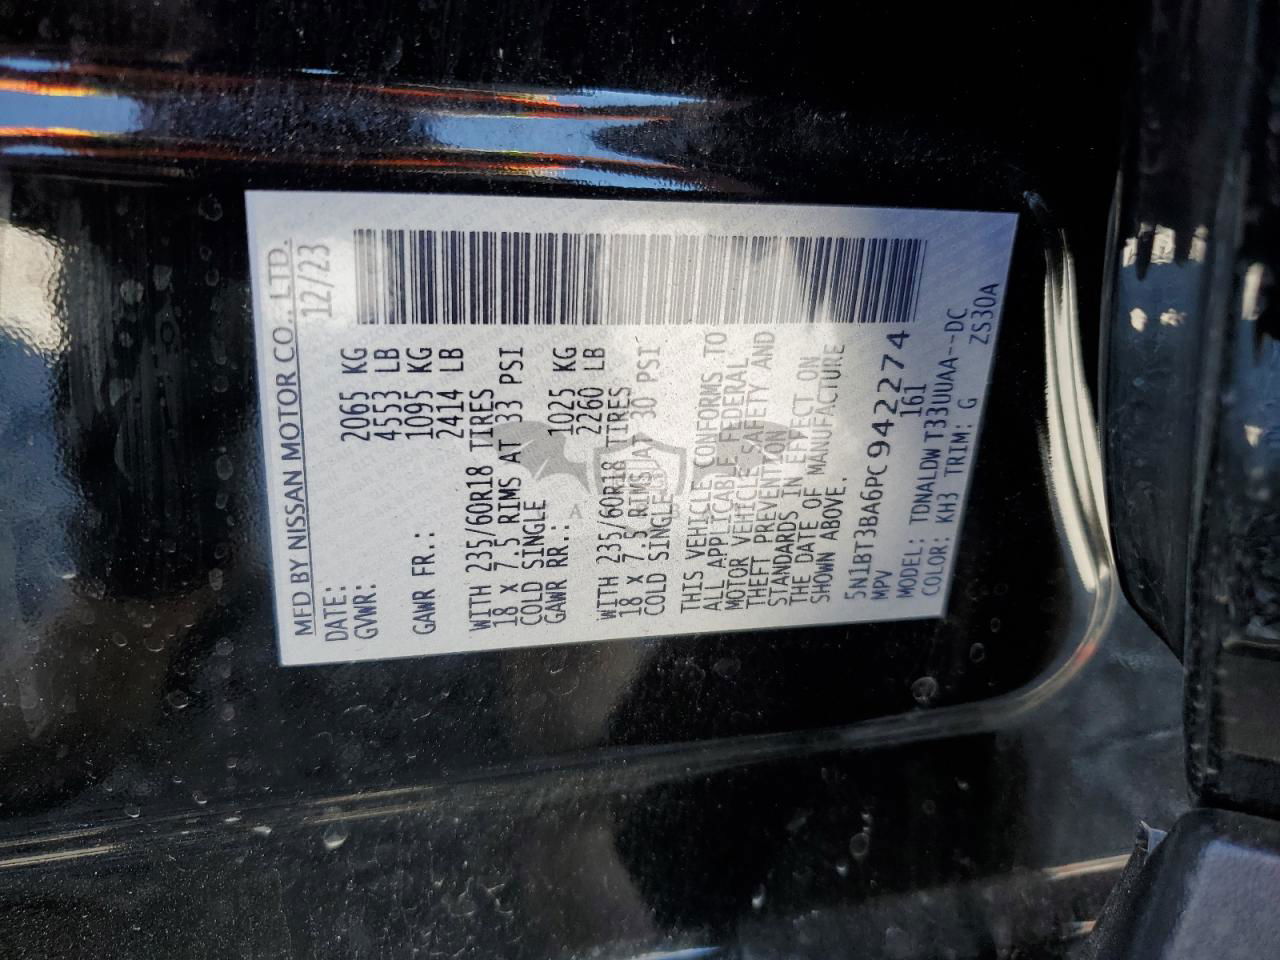 MFD BY NISSAN MOTOR CO., LTD.
DATE: 12/23
GVWR: 2065 KG
4553 LB
GAWR FR.: 1095 KG
2414 LB
WITH 235/60R18 TIRES
18 X 7.5 RIMS AT 33 PSI
COLD SINGLE
GAWR RR.: 1025 KG
2260 LB
WITH 235/60R18 TIRES
18 X 7.5 RIMS AT 30 PSI
COLD SINGLE
THIS VEHICLE CONFORMS TO
ALL APPLICABLE FEDERAL
MOTOR VEHICLE SAFETY AND
THEFT PREVENTION
STANDARDS IN EFFECT ON
THE DATE OF MANUFACTURE
SHOWN ABOVE.
5N1BT3BA6PC942274
MPV 161
MODEL: TDNALDWT33UUAA--DC
COLOR: KH3 TRIM: G ZS30A